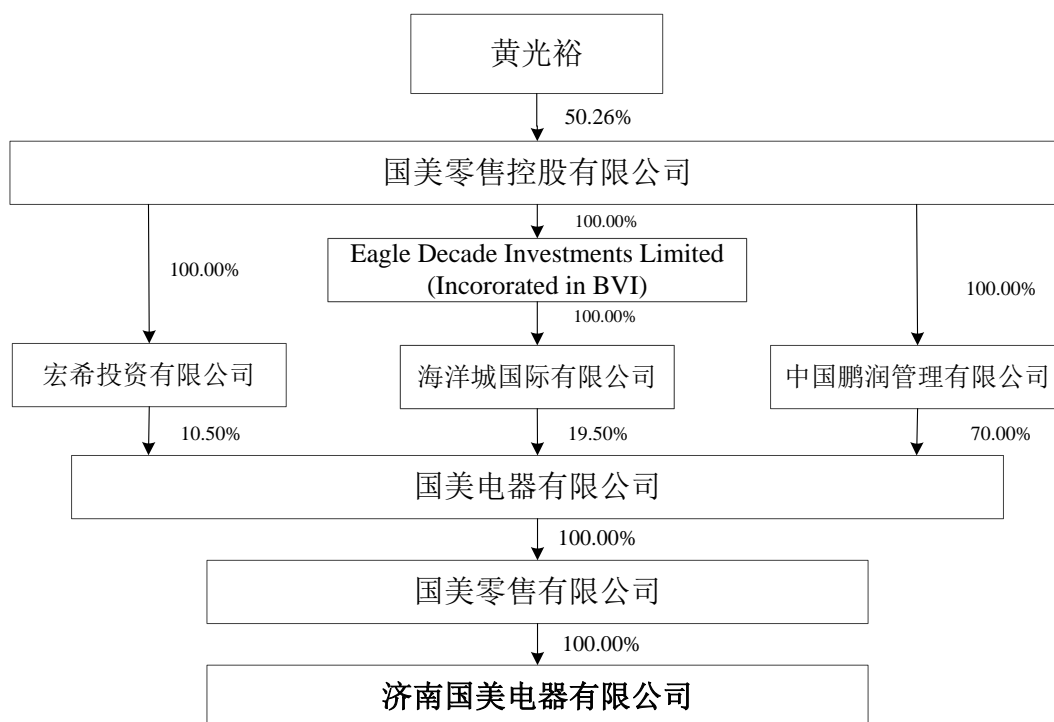 黄光裕
50.26%
国美零售控股有限公司
100.00%
Eagle Decade Investments Limited
(Incororated in BVI)
100.00%
100.00%
100.00%
宏希投资有限公司
海洋城国际有限公司
中国鹏润管理有限公司
10.50%
19.50%
70.00%
国美电器有限公司
100.00%
国美零售有限公司
100.00%
济南国美电器有限公司